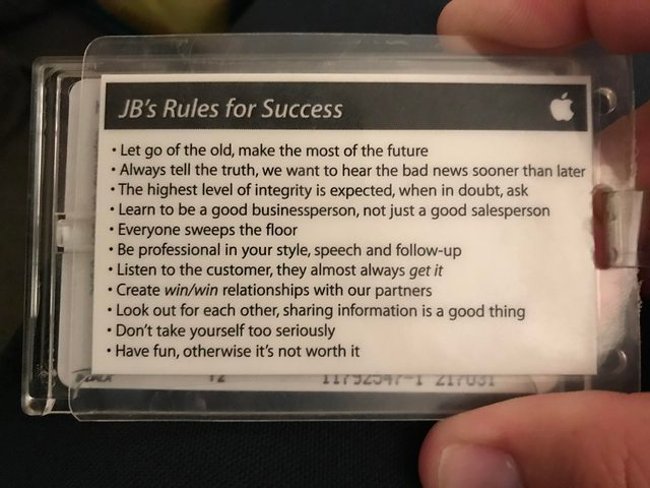 JB's Rules for Success
• Let go of the old, make the most of the future
• Always tell the truth, we want to hear the bad news sooner than later
• The highest level of integrity is expected, when in doubt, ask
• Learn to be a good businessperson, not just a good salesperson
• Everyone sweeps the floor
• Be professional in your style, speech and follow-up
• Listen to the customer, they almost always get it
• Create win/win relationships with our partners
• Look out for each other, sharing information is a good thing
• Don't take yourself too seriously
• Have fun, otherwise it's not worth it